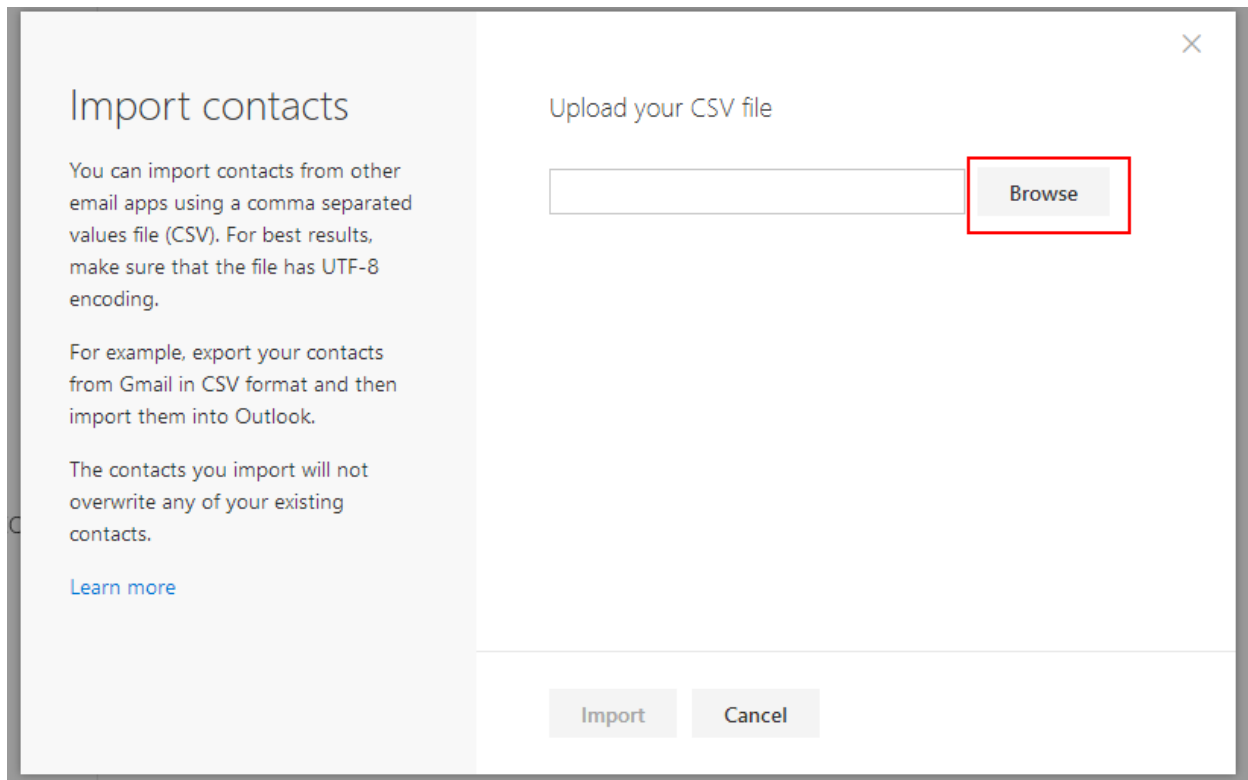 Import contacts
You can import contacts from other
email apps using a comma separated
values file (CSV). For best results,
make sure that the file has UTF-8
encoding.
For example, export your contacts
from Gmail in CSV format and then
import them into Outlook.
The contacts you import will not
overwrite any of your existing
contacts.
Learn more
Upload your CSV file
Browse
Import
Cancel